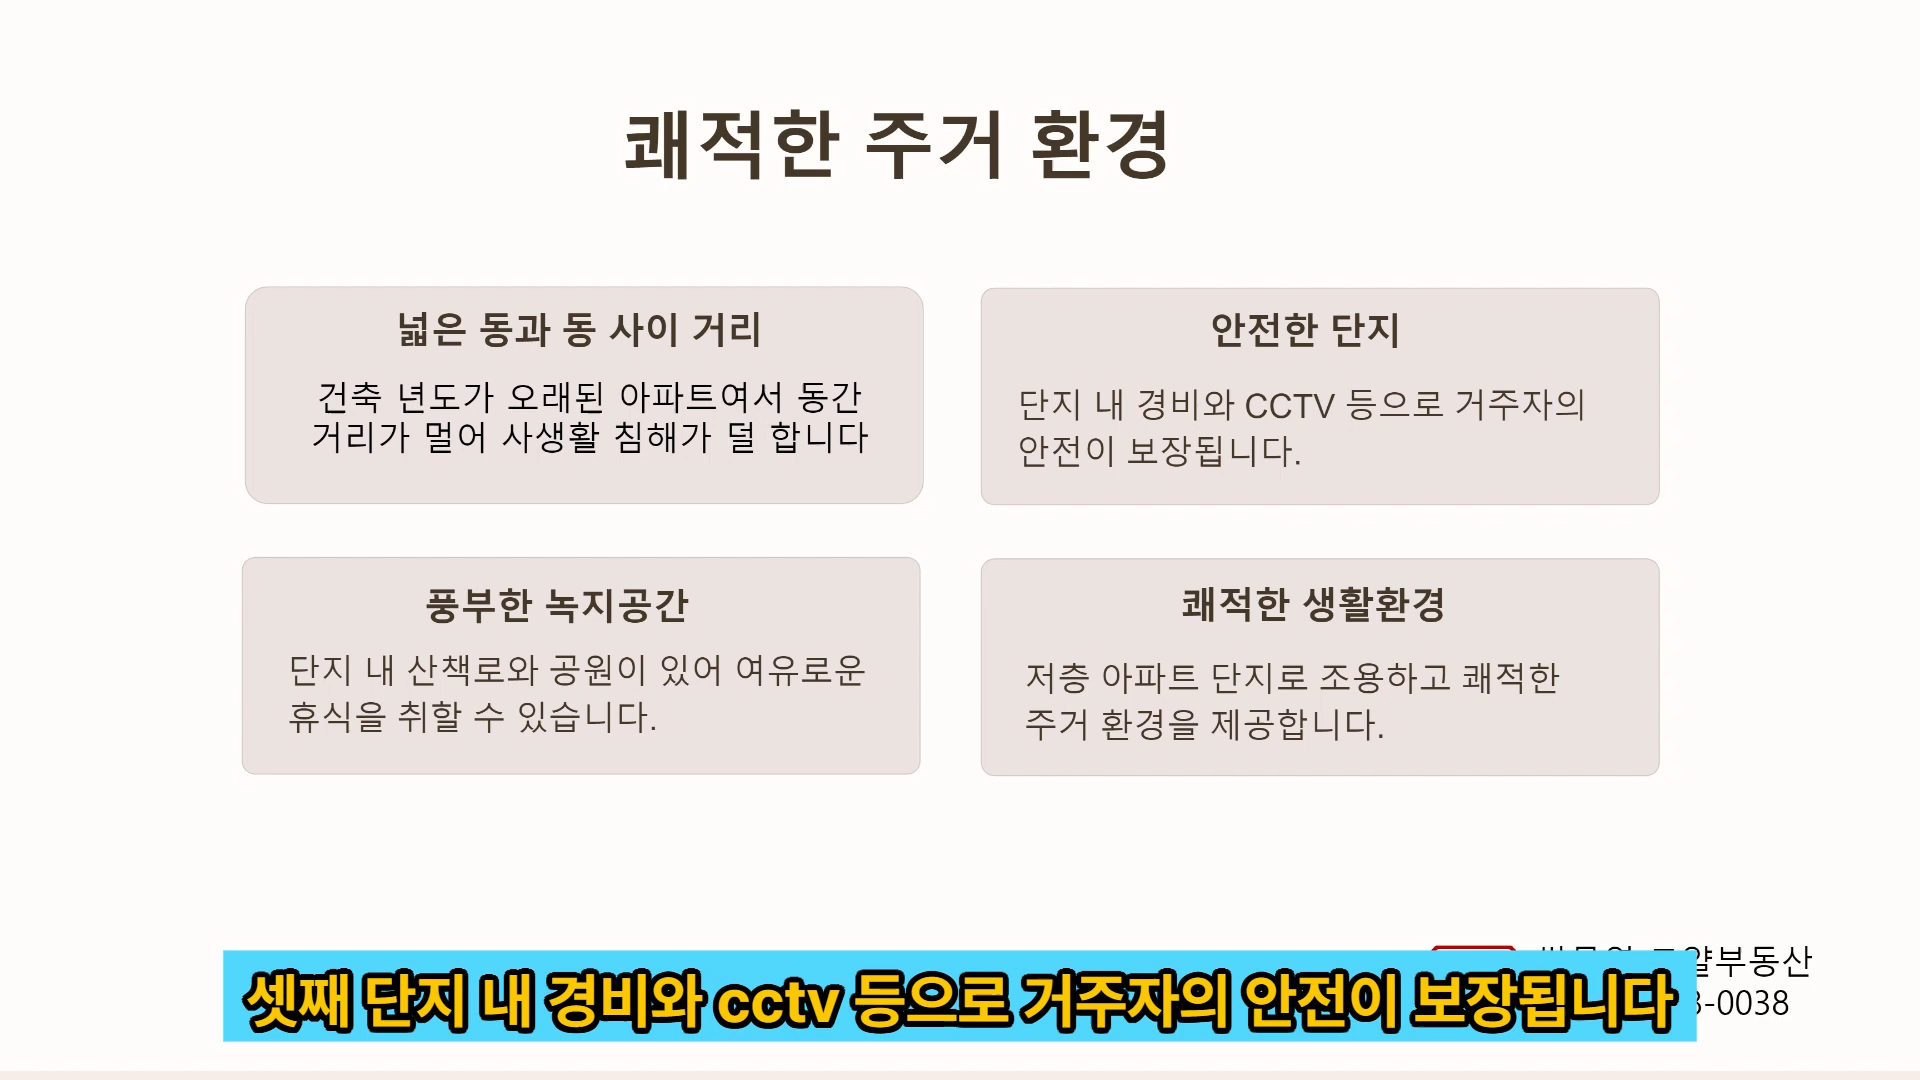 쾌적한 주거 환경
넓은 동과 동 사이 거리
건축 년도가 오래된 아파트여서 동간
거리가 멀어 사생활 침해가 덜 합니다
안전한 단지
단지 내 경비와 CCTV 등으로 거주자의
안전이 보장됩니다.
풍부한 녹지공간
단지 내 산책로와 공원이 있어 여유로운
휴식을 취할 수 있습니다.
쾌적한 생활환경
저층 아파트 단지로 조용하고 쾌적한
주거 환경을 제공합니다.
부동산
-0038
셋째 단지 내 경비와 cctv 등으로 거주자의 안전이 보장됩니다